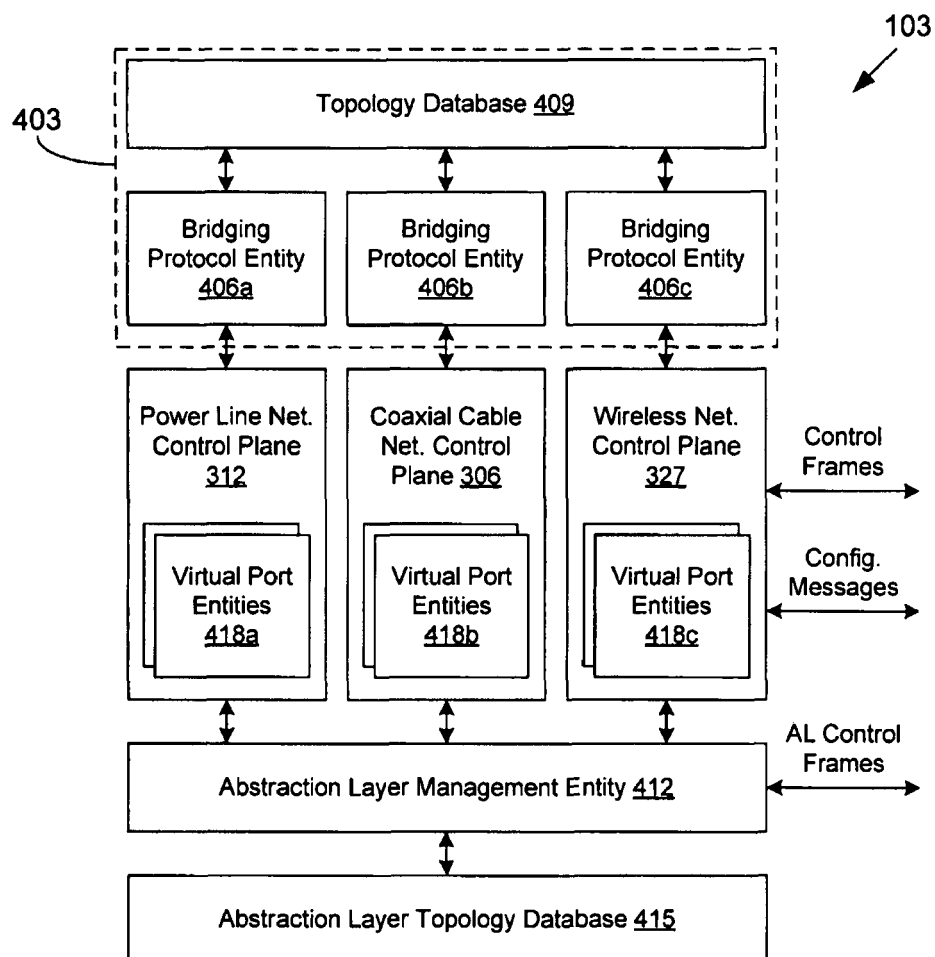 103
403
Topology Database 409
Bridging
Protocol Entity
406a
Bridging
Protocol Entity
406b
Bridging
Protocol Entity
406c
Power Line Net.
Control Plane
312
Coaxial Cable
Net. Control
Plane 306
Wireless Net.
Control Plane
327
Control
Frames
Config.
Messages
Virtual Port
Entities
418a
Virtual Port
Entities
418b
Virtual Port
Entities
418c
AL Control
Frames
Abstraction Layer Management Entity 412
Abstraction Layer Topology Database 415